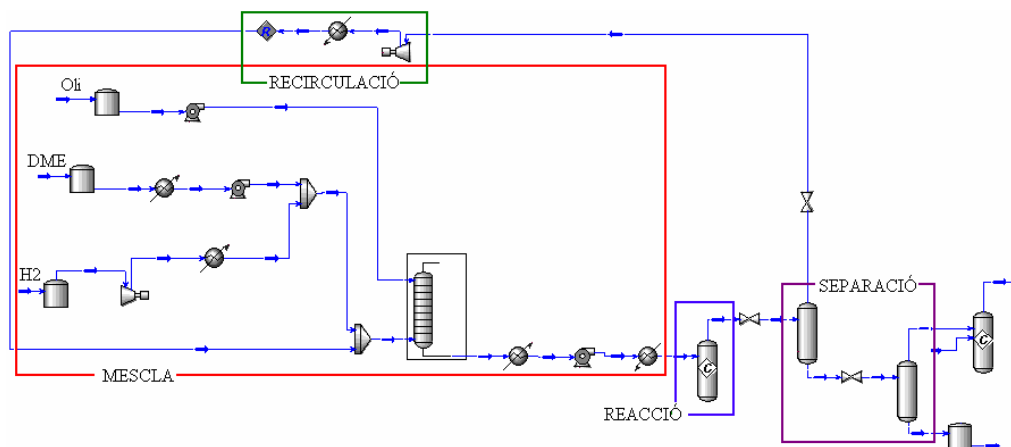 R
RECIRCULACIÓ
Oli
DME
H2
MESCLA
REACCIÓ
C
SEPARACIÓ
C